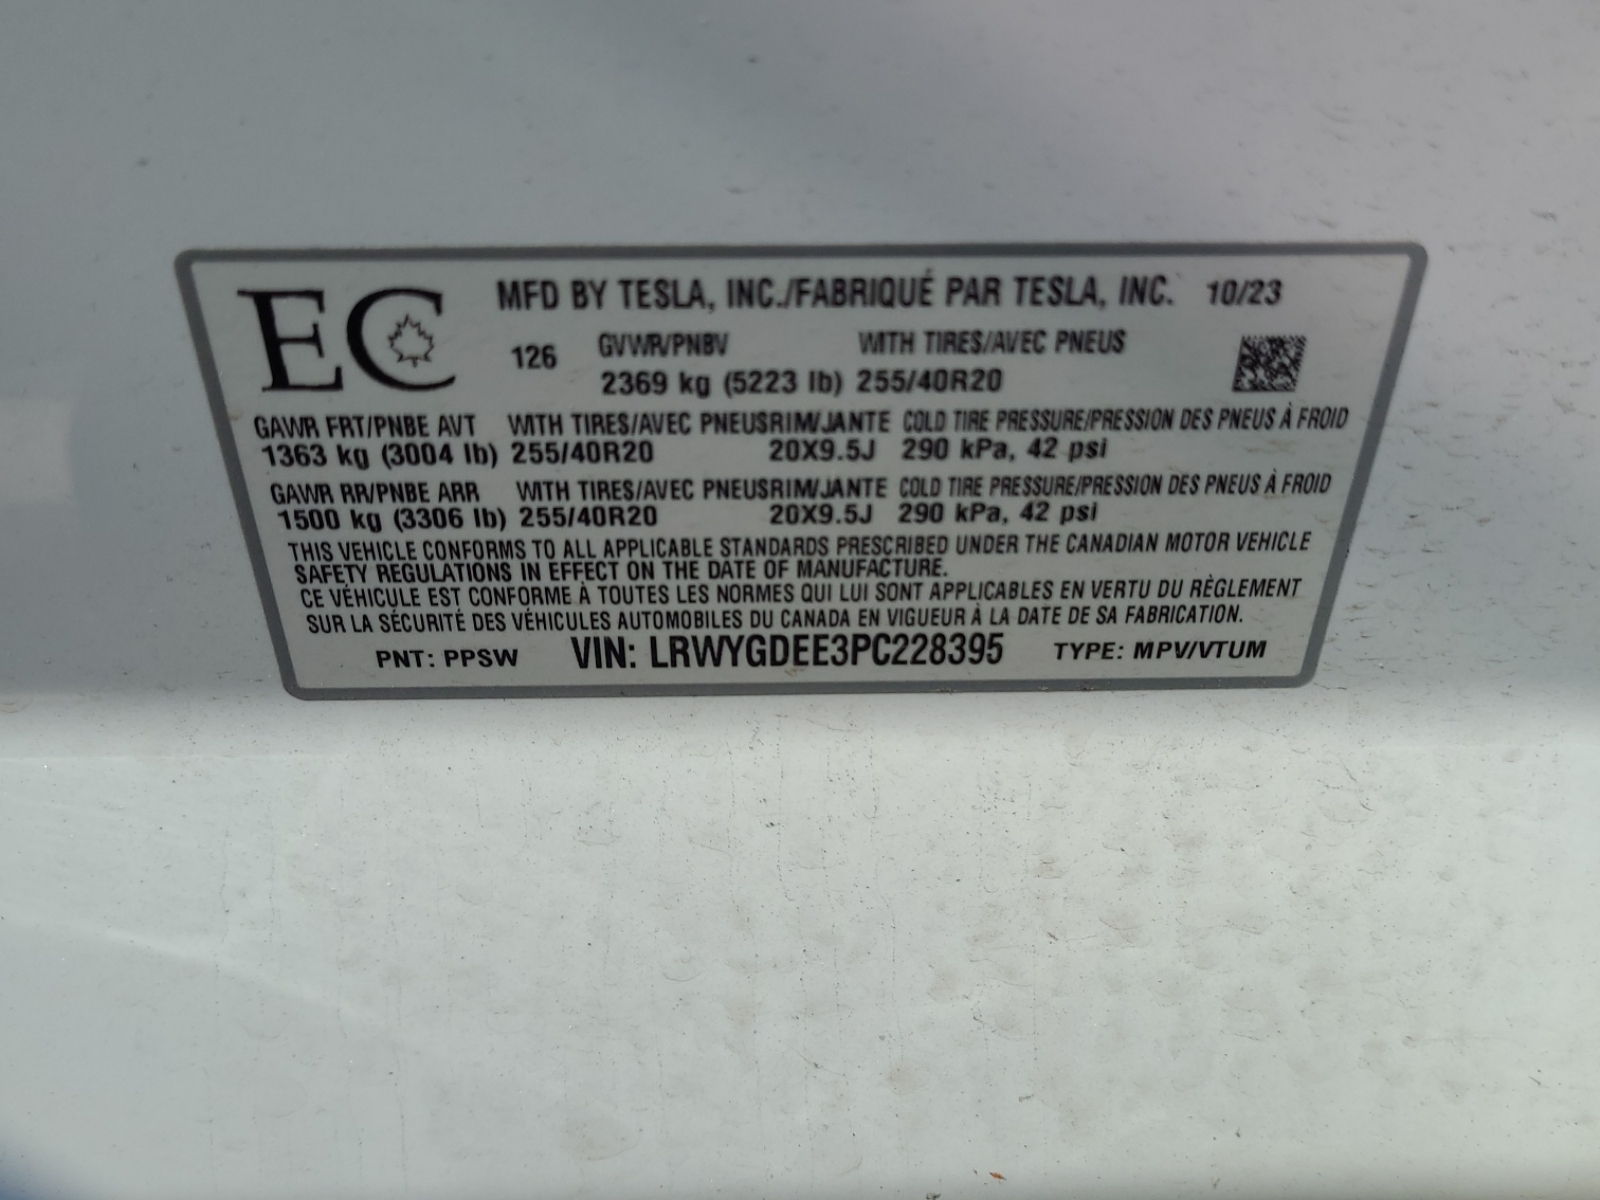 EC
MFD BY TESLA, INC./FABRIQUÉ PAR TESLA, INC. 10/23
126 GVWR/PNBV WITH TIRES/AVEC PNEUS
2369 kg (5223 lb) 255/40R20
GAWR FRT/PNBE AVT WITH TIRES/AVEC PNEUS RIM/JANTE COLD TIRE PRESSURE/PRESSION DES PNEUS À FROID
1363 kg (3004 lb) 255/40R20 20X9.5J 290 kPa, 42 psi
GAWR RR/PNBE ARR WITH TIRES/AVEC PNEUS RIM/JANTE COLD TIRE PRESSURE/PRESSION DES PNEUS À FROID
1500 kg (3306 lb) 255/40R20 20X9.5J 290 kPa, 42 psi
THIS VEHICLE CONFORMS TO ALL APPLICABLE STANDARDS PRESCRIBED UNDER THE CANADIAN MOTOR VEHICLE
SAFETY REGULATIONS IN EFFECT ON THE DATE OF MANUFACTURE.
CE VÉHICULE EST CONFORME À TOUTES LES NORMES QUI LUI SONT APPLICABLES EN VERTU DU RÈGLEMENT
SUR LA SÉCURITÉ DES VÉHICULES AUTOMOBILES DU CANADA EN VIGUEUR À LA DATE DE SA FABRICATION.
PNT: PPSW VIN: LRWYGDEE3PC228395 TYPE: MPV/VTUM